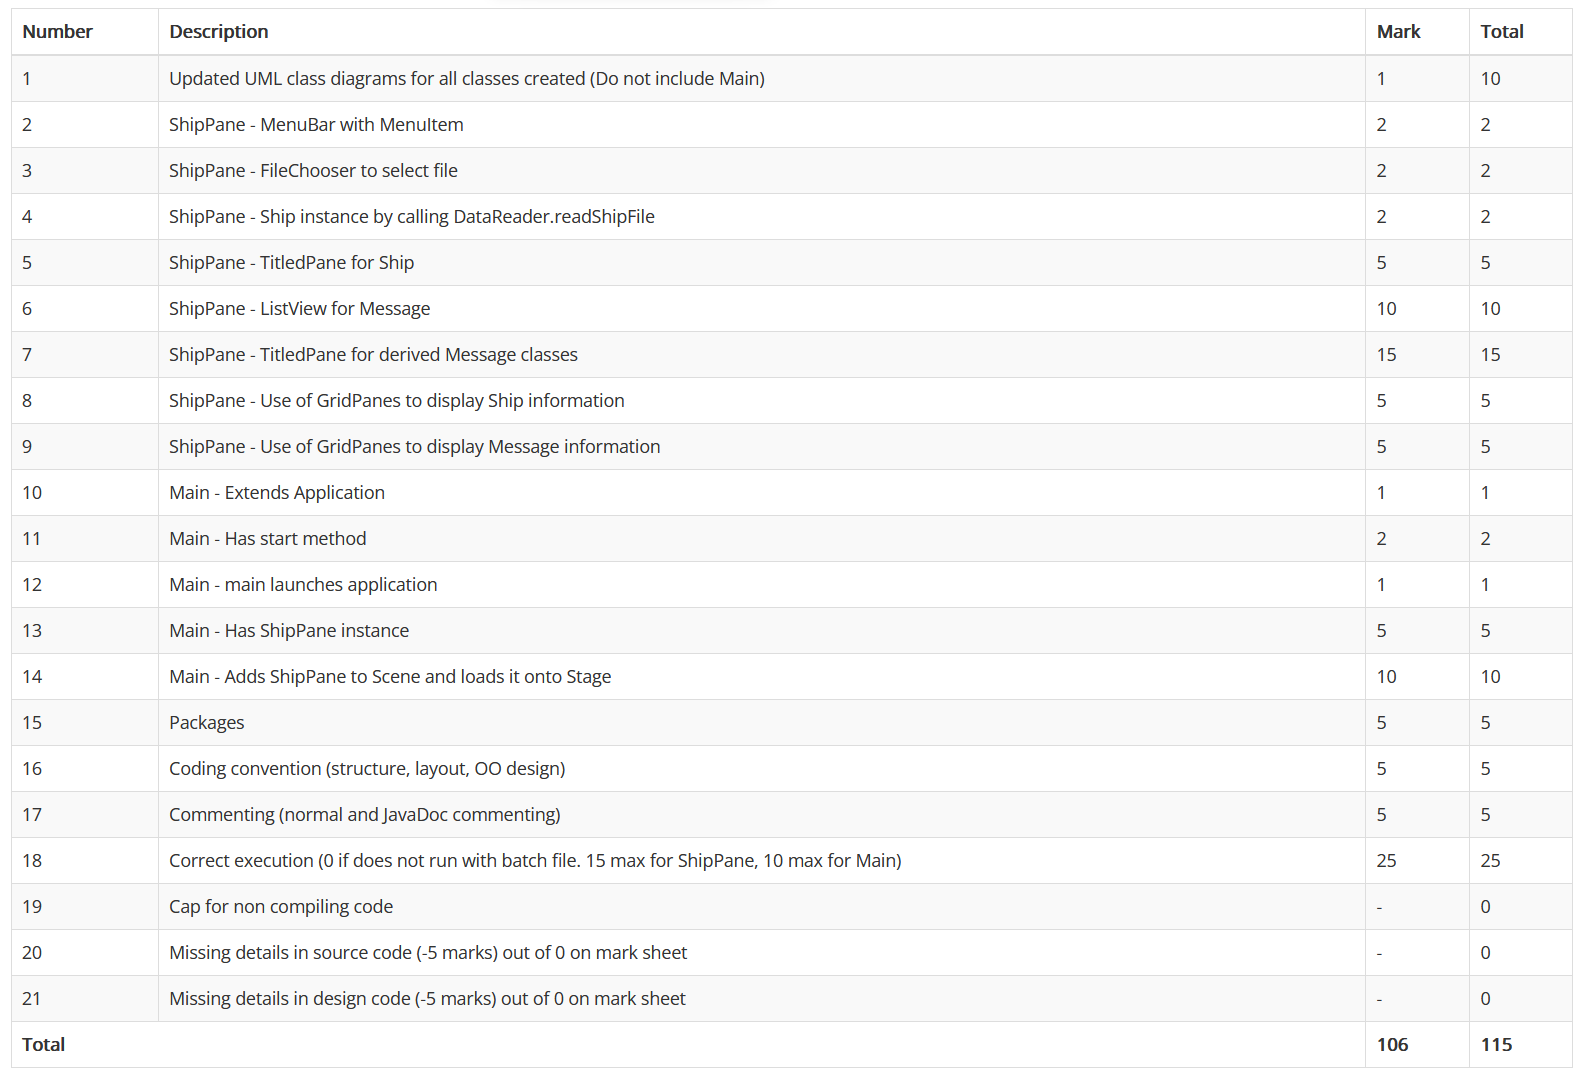 Number Description Mark Total
1 Updated UML class diagrams for all classes created (Do not include Main) 1 10
2 ShipPane - MenuBar with MenuItem 2 2
3 ShipPane - FileChooser to select file 2 2
4 ShipPane - Ship instance by calling DataReader.readShipFile 2 2
5 ShipPane - TitledPane for Ship 5 5
6 ShipPane - ListView for Message 10 10
7 ShipPane - TitledPane for derived Message classes 15 15
8 ShipPane - Use of GridPanes to display Ship information 5 5
9 ShipPane - Use of GridPanes to display Message information 5 5
10 Main - Extends Application 1 1
11 Main - Has start method 2 2
12 Main - main launches application 1 1
13 Main - Has ShipPane instance 5 5
14 Main - Adds ShipPane to Scene and loads it onto Stage 10 10
15 Packages 5 5
16 Coding convention (structure, layout, OO design) 5 5
17 Commenting (normal and JavaDoc commenting) 5 5
18 Correct execution (0 if does not run with batch file. 15 max for ShipPane, 10 max for Main) 25 25
19 Cap for non compiling code - 0
20 Missing details in source code (-5 marks) out of 0 on mark sheet - 0
21 Missing details in design code (-5 marks) out of 0 on mark sheet - 0
Total 106 115